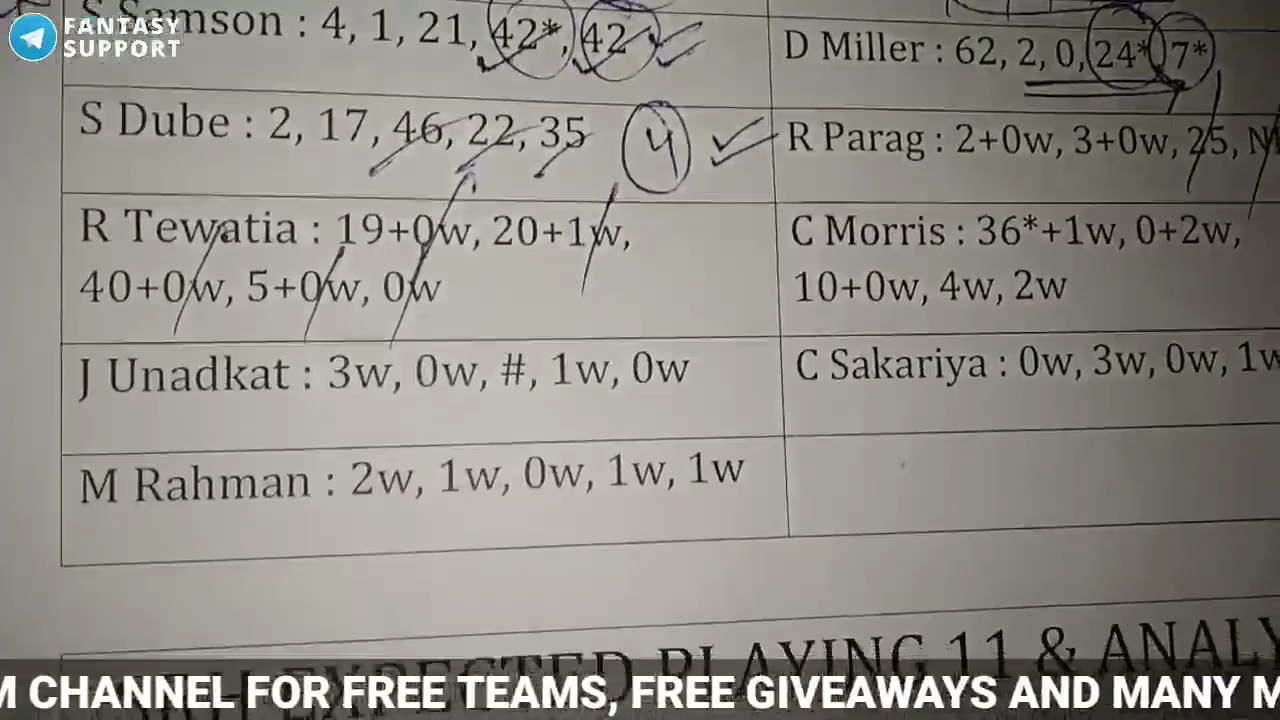 FANTASY
SUPPORT
S Samson : 4, 1, 21, 42*, 42
D Miller : 62, 2, 0, 24*, 7*
S Dube : 2, 17, 46, 22, 35 4
R Parag : 2+0w, 3+0w, 25, N
R Tewatia : 19+0w, 20+1w,
40+0w, 5+0w, 0w
C Morris : 36*+1w, 0+2w,
10+0w, 4w, 2w
J Unadkat : 3w, 0w, #, 1w, 0w
C Sakariya : 0w, 3w, 0w, 1w
M Rahman : 2w, 1w, 0w, 1w, 1w
EXPECTED PLAYING 11 & ANALY
M CHANNEL FOR FREE TEAMS, FREE GIVEAWAYS AND MANY M